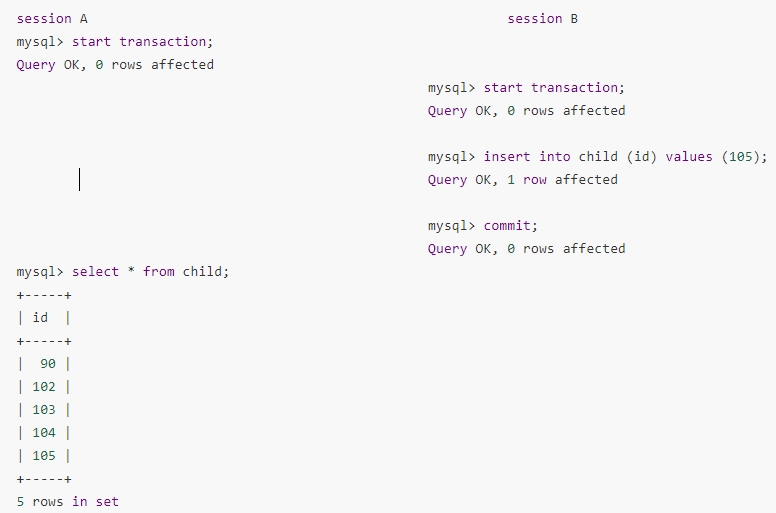 session A                                                     session B
mysql> start transaction;
Query OK, 0 rows affected
                                                    mysql> start transaction;
                                                    Query OK, 0 rows affected
                                                    mysql> insert into child (id) values (105);
                                                    Query OK, 1 row affected
                                                    mysql> commit;
                                                    Query OK, 0 rows affected
mysql> select * from child;
+-----+
| id  |
+-----+
|  90 |
| 102 |
| 103 |
| 104 |
| 105 |
+-----+
5 rows in set